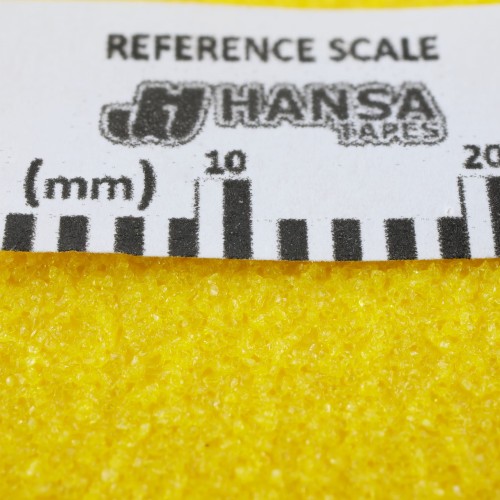 REFERENCE SCALE
HANSA
TAPES
(mm) 10 20